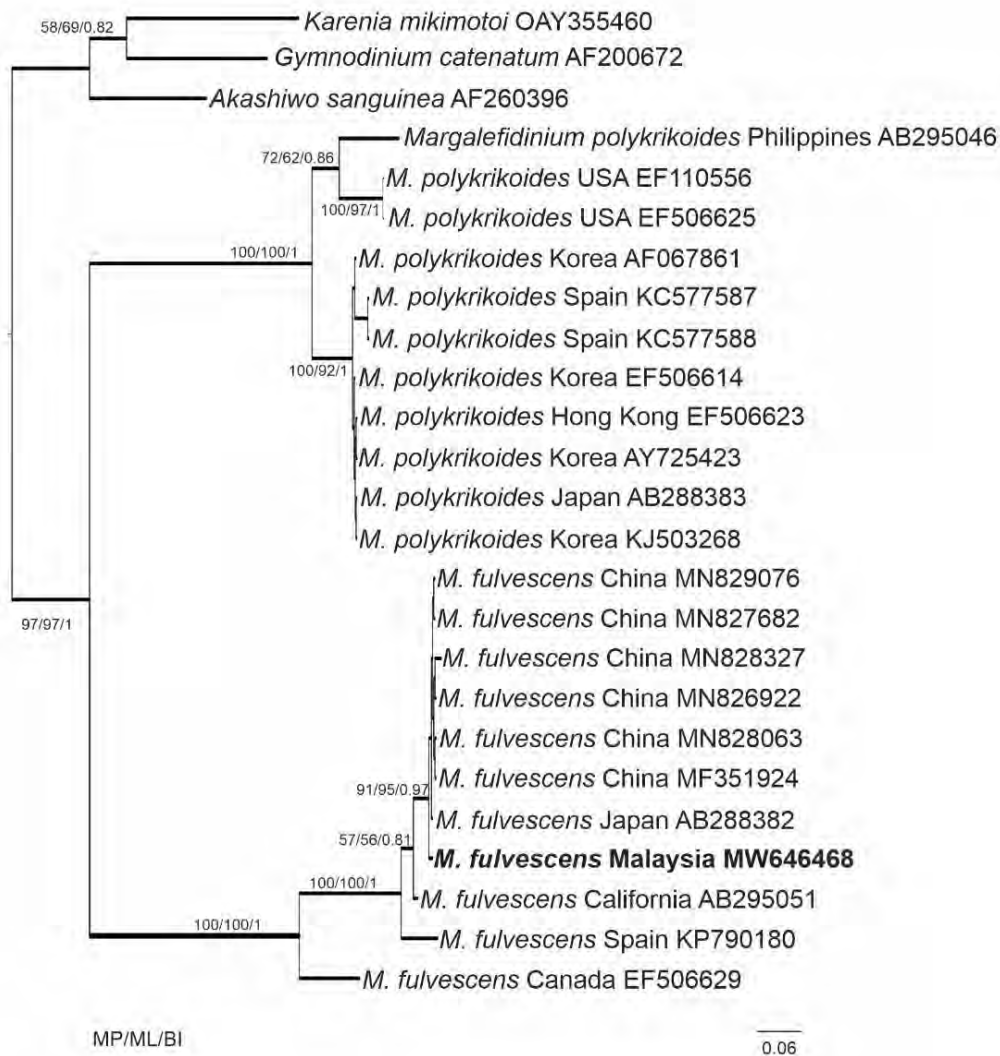 58/69/0.82
Karenia mikimotoi OAY355460
Gymnodinium catenatum AF200672
Akashiwo sanguinea AF260396
Margalefidinium polykrikoides Philippines AB295046
72/62/0.86
M. polykrikoides USA EF110556
100/97/1
M. polykrikoides USA EF506625
100/100/1
M. polykrikoides Korea AF067861
M. polykrikoides Spain KC577587
M. polykrikoides Spain KC577588
100/92/1
M. polykrikoides Korea EF506614
M. polykrikoides Hong Kong EF506623
M. polykrikoides Korea AY725423
M. polykrikoides Japan AB288383
M. polykrikoides Korea KJ503268
M. fulvescens China MN829076
97/97/1
M. fulvescens China MN827682
M. fulvescens China MN828327
M. fulvescens China MN826922
M. fulvescens China MN828063
M. fulvescens China MF351924
91/95/0.97
M. fulvescens Japan AB288382
57/56/0.81
M. fulvescens Malaysia MW646468
100/100/1
M. fulvescens California AB295051
100/100/1
M. fulvescens Spain KP790180
M. fulvescens Canada EF506629
MP/ML/BI
0.06